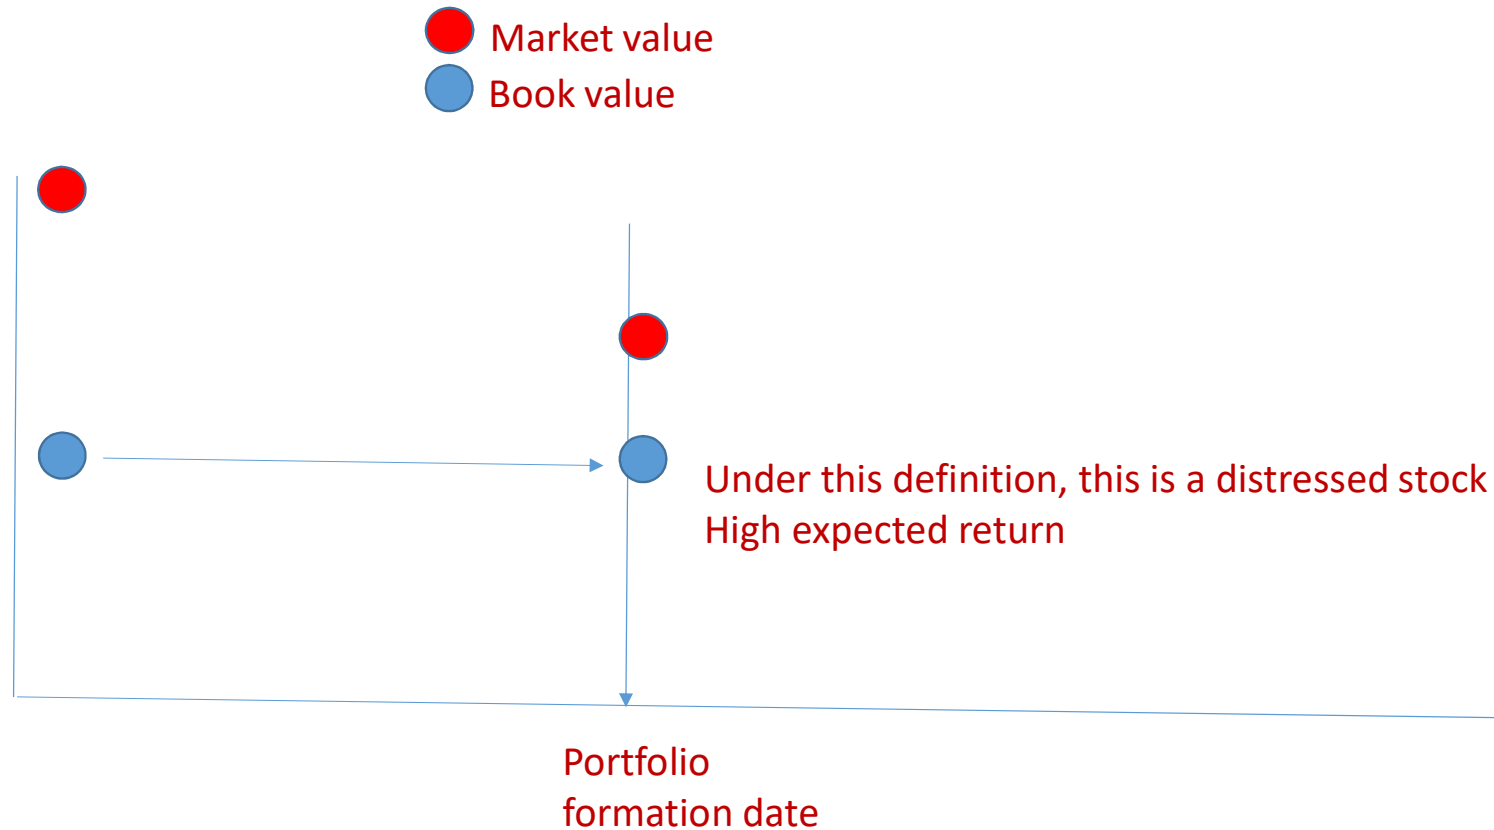 Market value
Book value
Under this definition, this is a distressed stock
High expected return
Portfolio
formation date